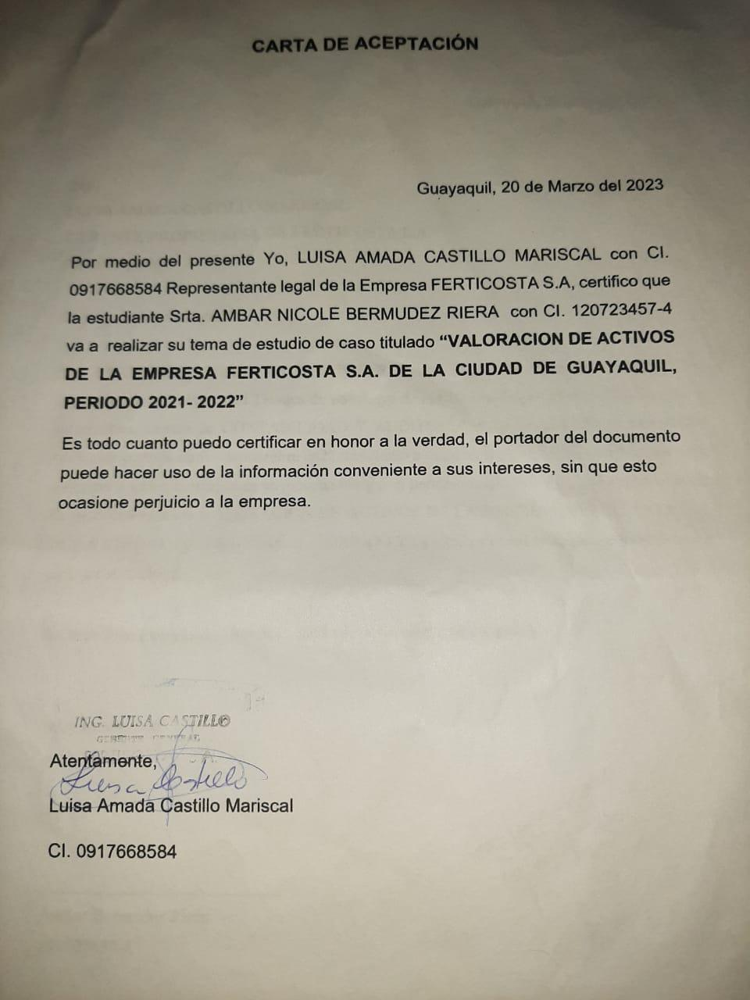 CARTA DE ACEPTACIÓN
Guayaquil, 20 de Marzo del 2023
Por medio del presente Yo, LUISA AMADA CASTILLO MARISCAL con CI.
0917668584 Representante legal de la Empresa FERTICOSTA S.A, certifico que
la estudiante Srta. AMBAR NICOLE BERMUDEZ RIERA con CI. 120723457-4
va a realizar su tema de estudio de caso titulado “VALORACION DE ACTIVOS
DE LA EMPRESA FERTICOSTA S.A. DE LA CIUDAD DE GUAYAQUIL,
PERIODO 2021- 2022”
Es todo cuanto puedo certificar en honor a la verdad, el portador del documento
puede hacer uso de la información conveniente a sus intereses, sin que esto
ocasione perjuicio a la empresa.
ING. LUISA CASTILLO
GERENTE GENERAL
Atentamente,
Luisa Castillo
Luisa Amada Castillo Mariscal
CI. 0917668584